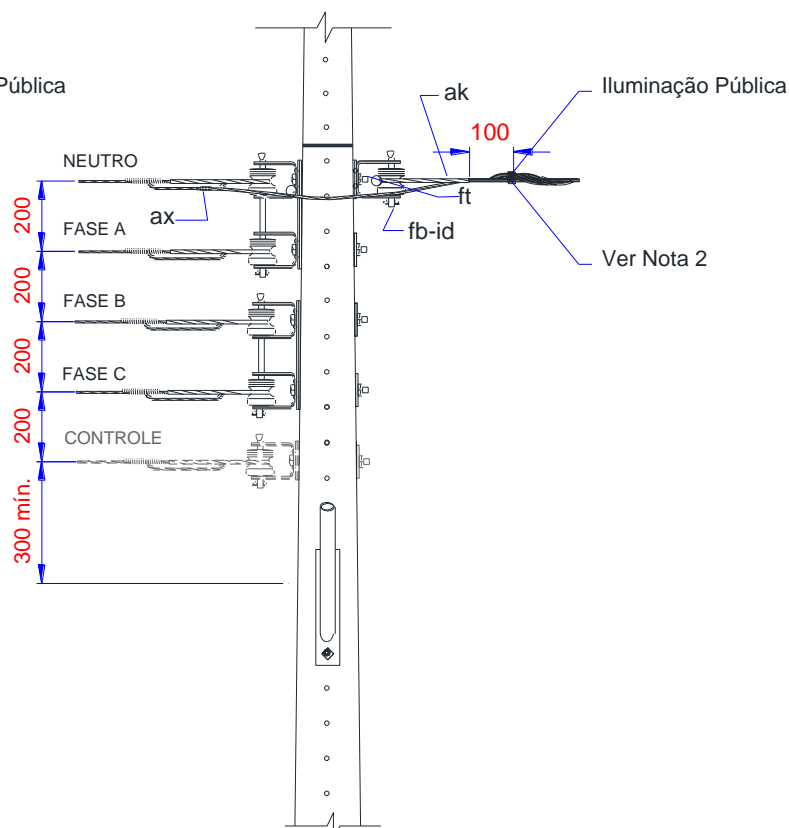 Pública
Iluminação Pública
ak
100
NEUTRO
ft
ax
fb-id
200
FASE A
Ver Nota 2
200
FASE B
200
FASE C
200
CONTROLE
300 mín.